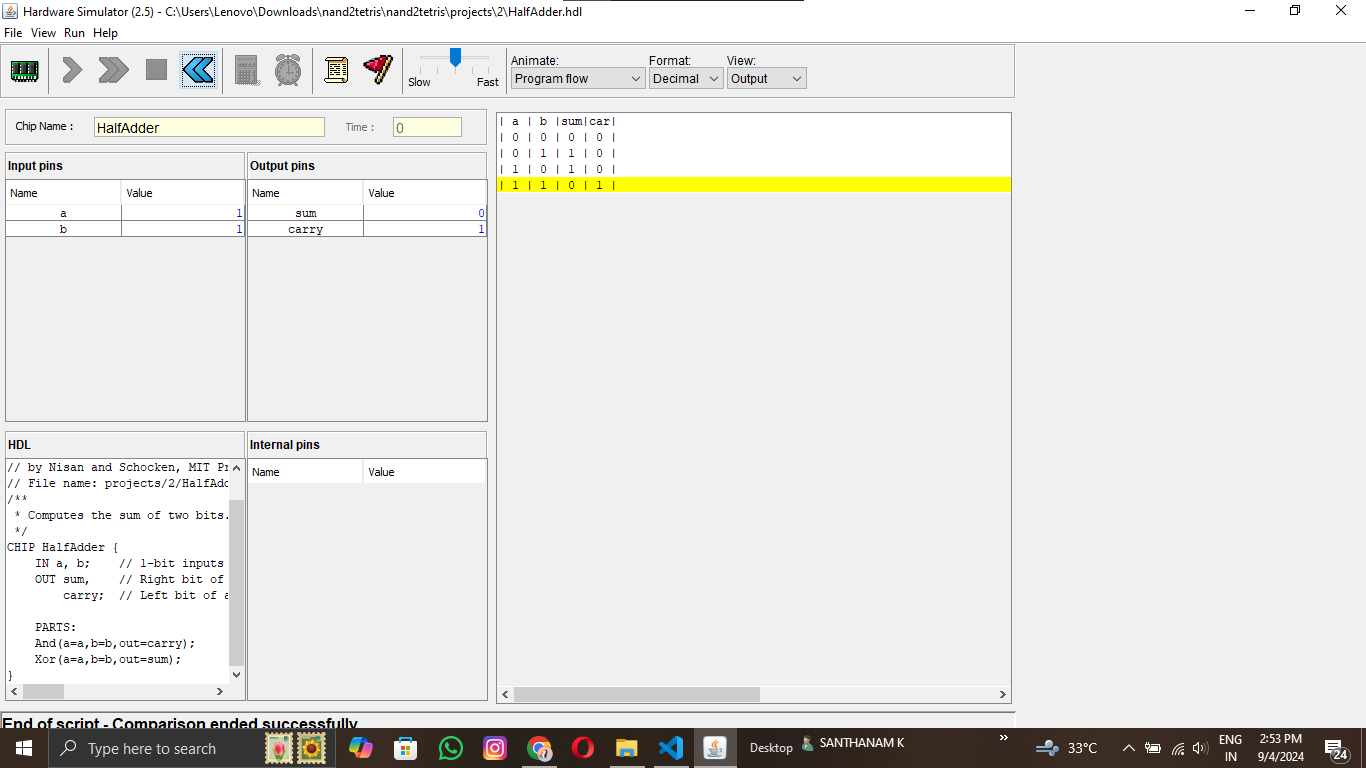 Hardware Simulator (2.5) - C:\Users\Lenovo\Downloads\nand2tetris\nand2tetris\projects\2\HalfAdder.hdl
File View Run Help
Slow Fast
Animate: Format: View:
Program flow Decimal Output
Chip Name : HalfAdder Time : 0
Input pins
Name Value
a 1
b 1
Output pins
Name Value
sum 0
carry 1
| a | b |sum|car|
| 0 | 0 | 0 | 0 |
| 0 | 1 | 1 | 0 |
| 1 | 0 | 1 | 0 |
| 1 | 1 | 0 | 1 |
HDL
// by Nisan and Schocken, MIT Pr
// File name: projects/2/HalfAdd
/**
* Computes the sum of two bits.
*/
CHIP HalfAdder {
IN a, b; // 1-bit inputs
OUT sum, // Right bit of
carry; // Left bit of a
PARTS:
And(a=a,b=b,out=carry);
Xor(a=a,b=b,out=sum);
}
Internal pins
Name Value
End of script - Comparison ended successfully
Type here to search
Desktop
SANTHANAM K
»
33°C
ENG
IN
2:53 PM
9/4/2024
24